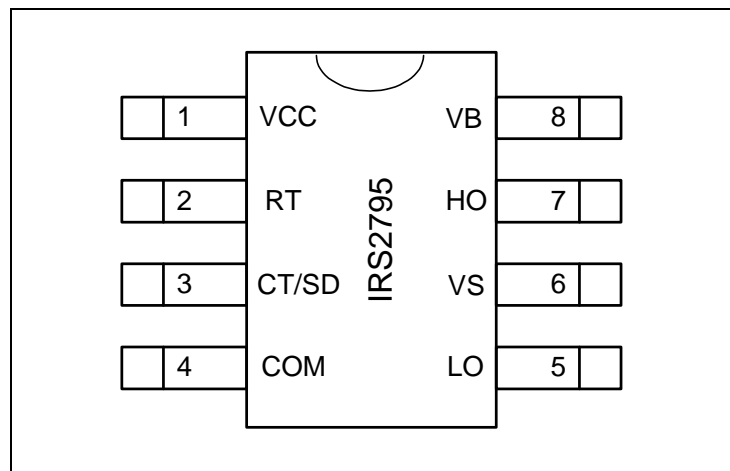 1 VCC VB 8
2 RT HO 7
IRS2795
3 CT/SD VS 6
4 COM LO 5